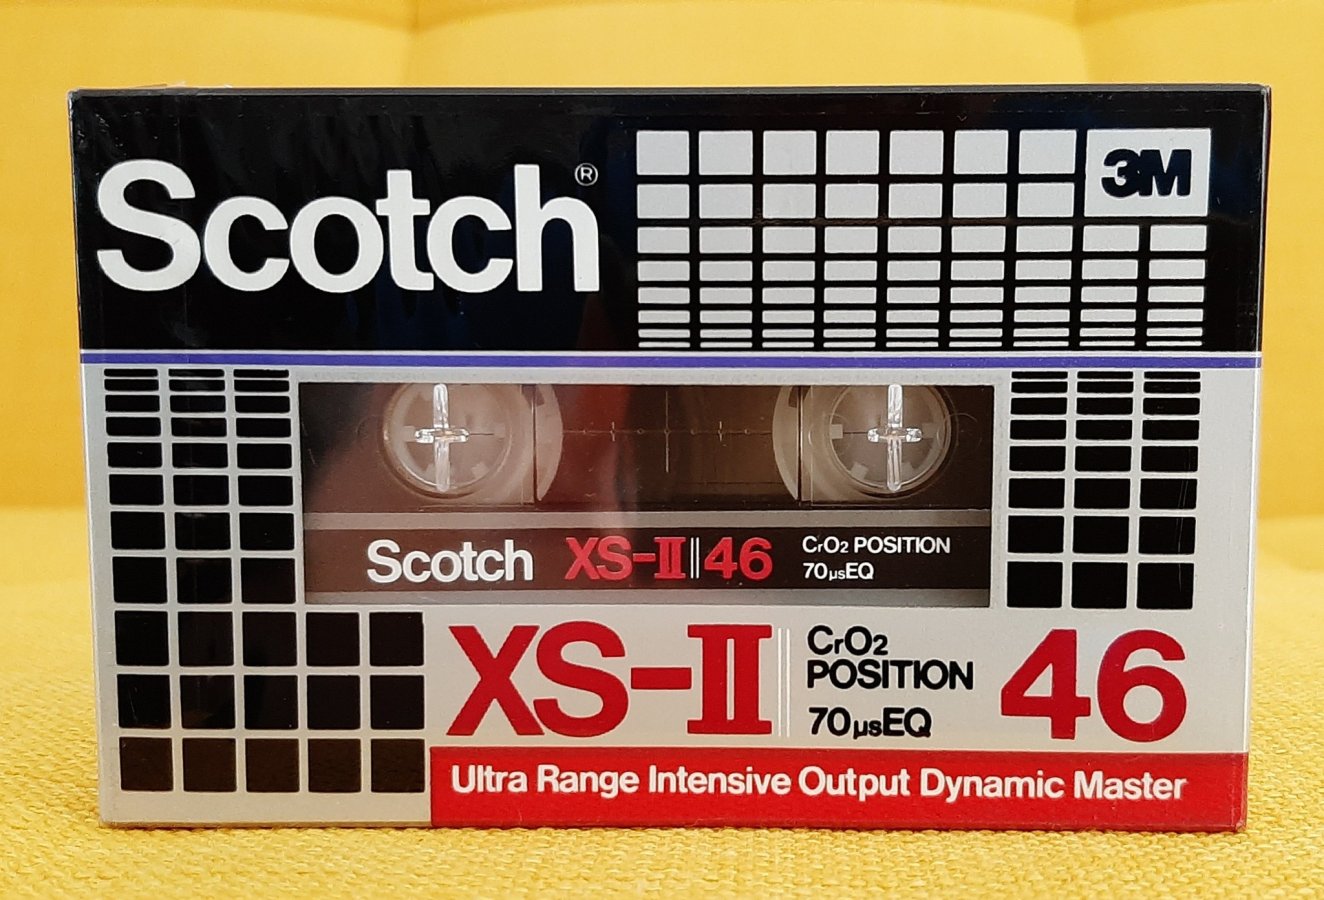 Scotch®
3M
Scotch XS-II 46 CrO2 POSITION
70µsEQ
XS-II CrO2 POSITION 70µsEQ 46
Ultra Range Intensive Output Dynamic Master